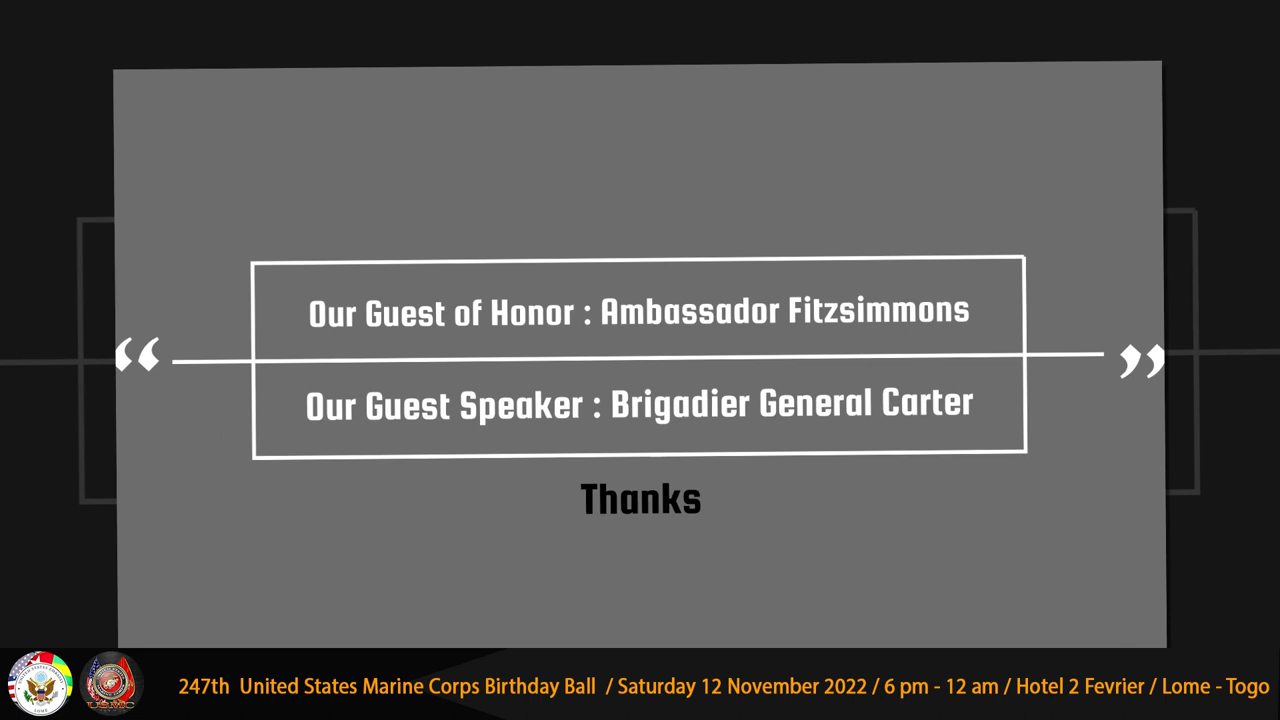 Our Guest of Honor : Ambassador Fitzsimmons
“ ”
Our Guest Speaker : Brigadier General Carter
Thanks
USMC
247th United States Marine Corps Birthday Ball / Saturday 12 November 2022 / 6 pm - 12 am / Hotel 2 Fevrier / Lome - Togo